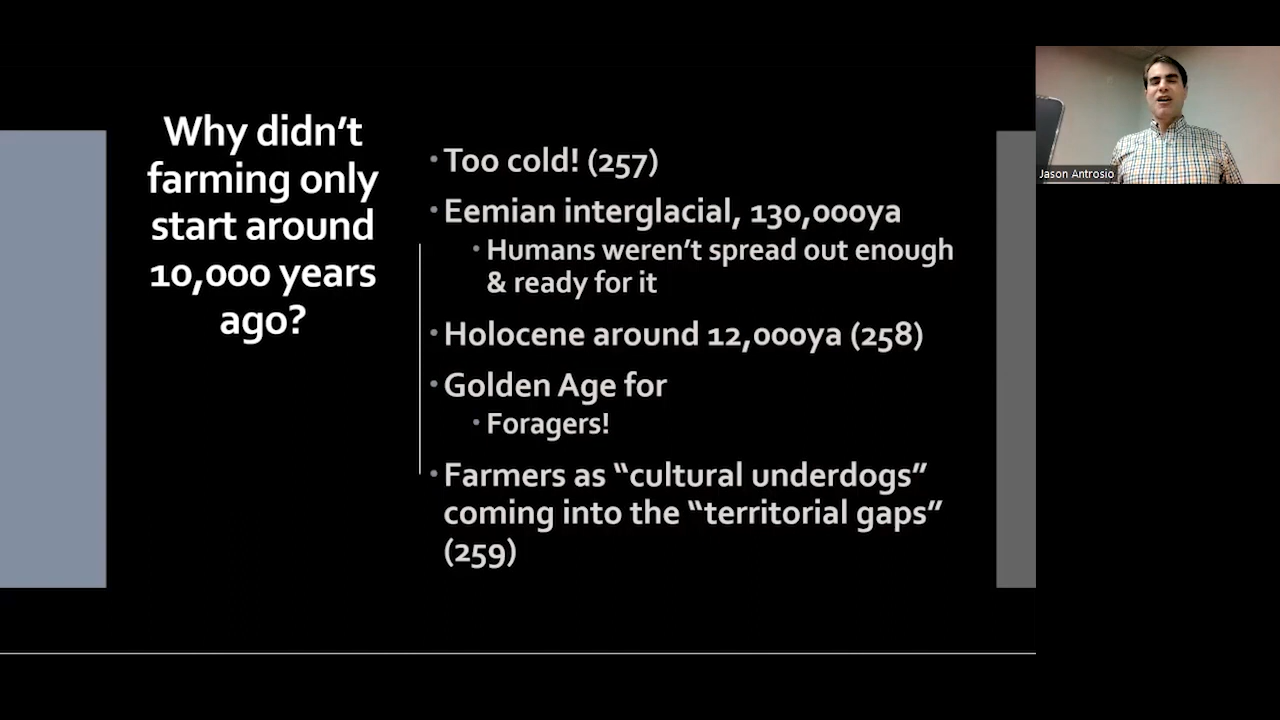 Why didn’t
farming only
start around
10,000 years
ago?
• Too cold! (257)
• Eemian interglacial, 130,000ya
• Humans weren’t spread out enough
& ready for it
• Holocene around 12,000ya (258)
• Golden Age for
• Foragers!
• Farmers as “cultural underdogs”
coming into the “territorial gaps”
(259)
Jason Antrosio